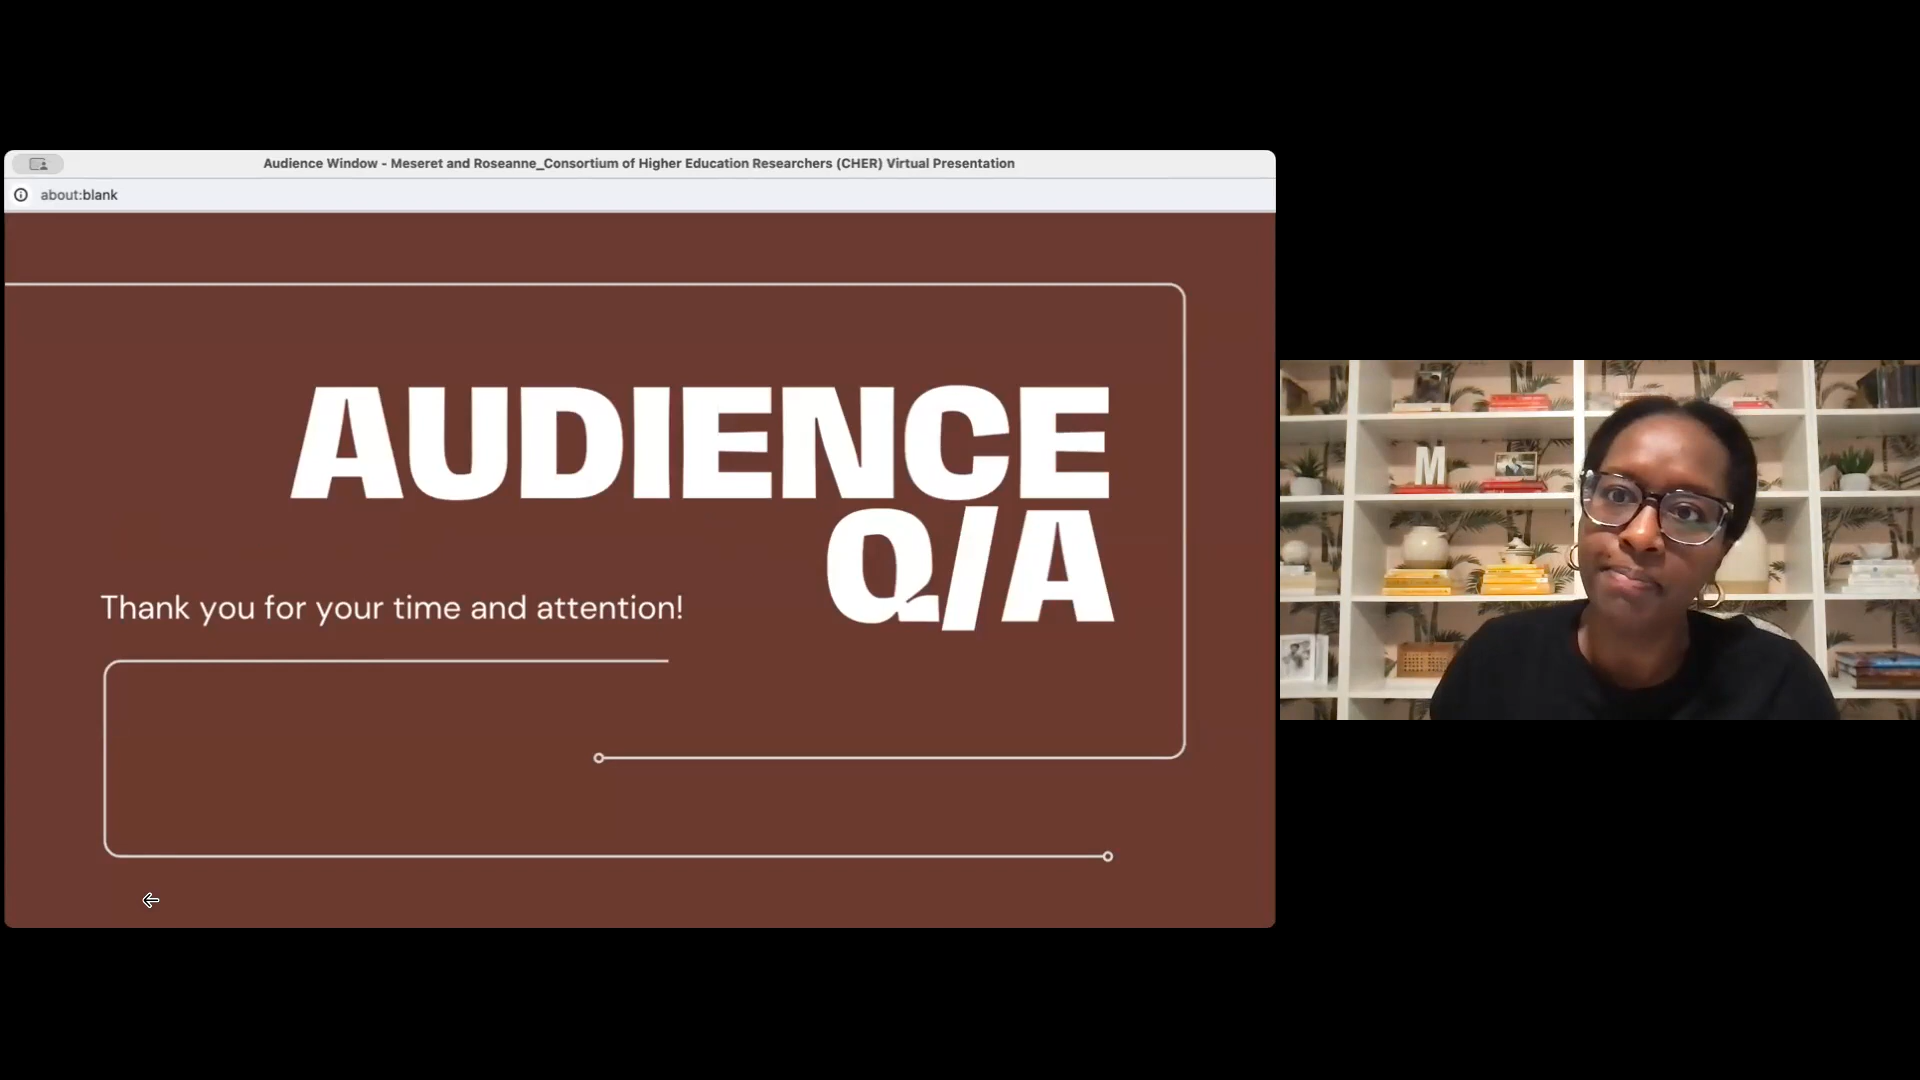 Audience Window - Meseret and Roseanne_Consortium of Higher Education Researchers (CHER) Virtual Presentation
about:blank
AUDIENCE
Q/A
Thank you for your time and attention!
M